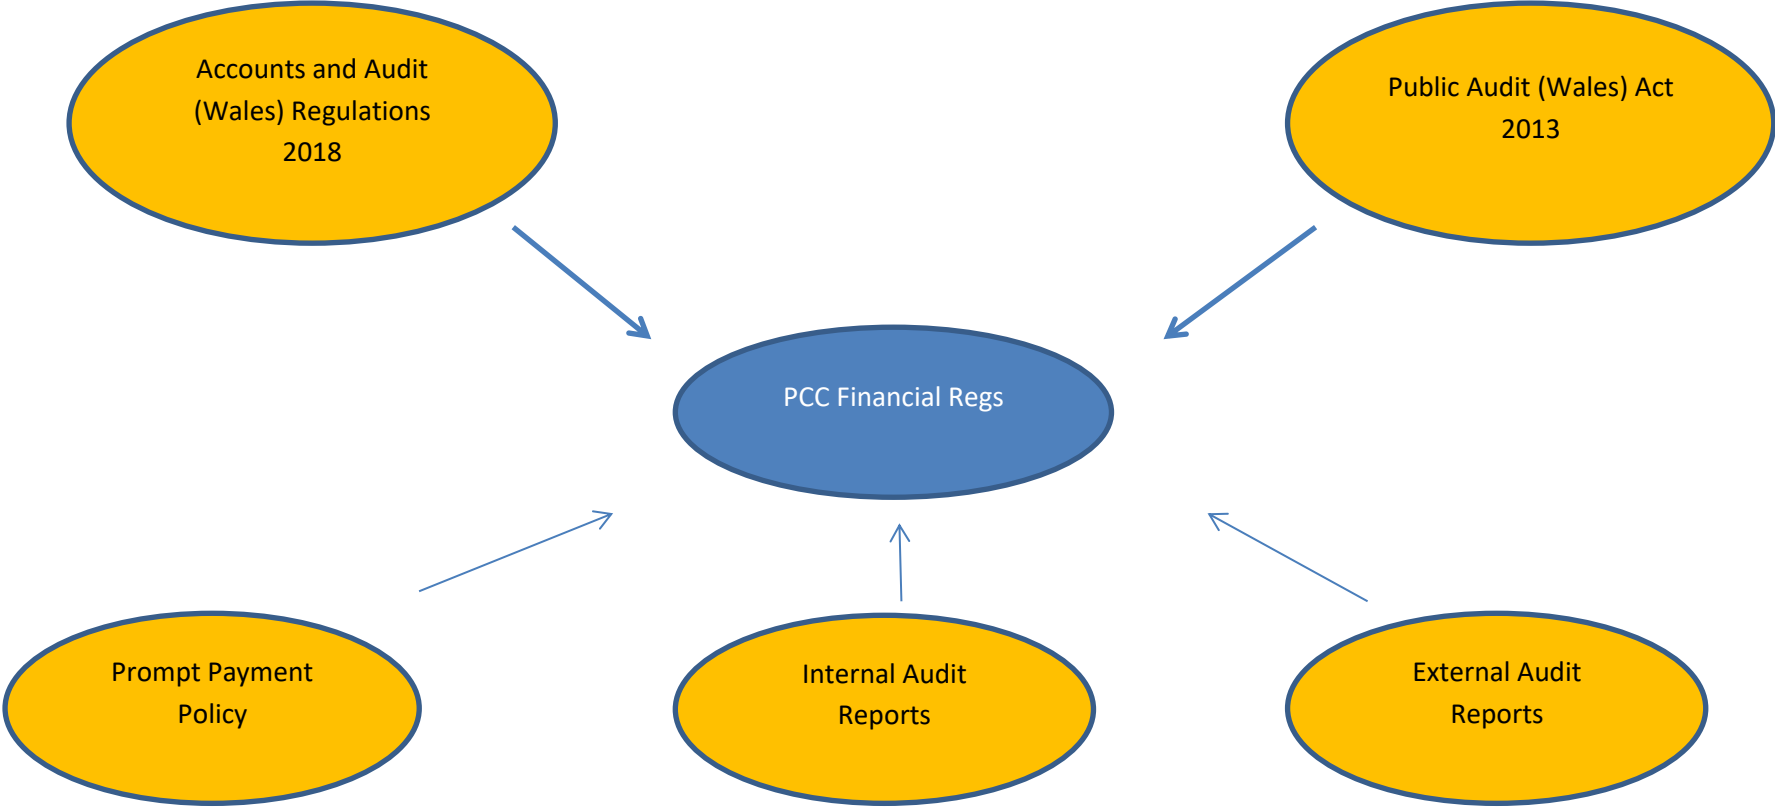 Accounts and Audit
(Wales) Regulations
2018
Public Audit (Wales) Act
2013
PCC Financial Regs
Prompt Payment
Policy
Internal Audit
Reports
External Audit
Reports